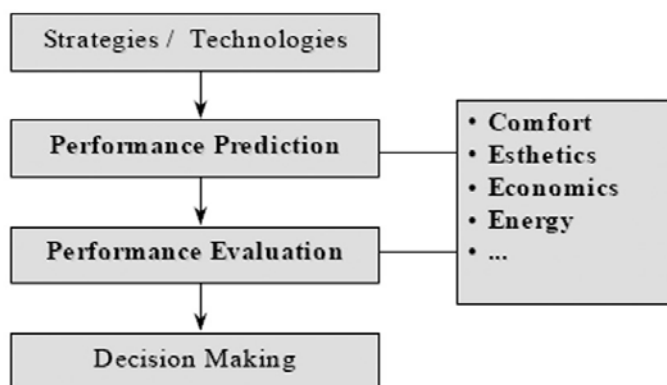 Strategies / Technologies
Performance Prediction
Performance Evaluation
Decision Making
• Comfort
• Esthetics
• Economics
• Energy
• ...